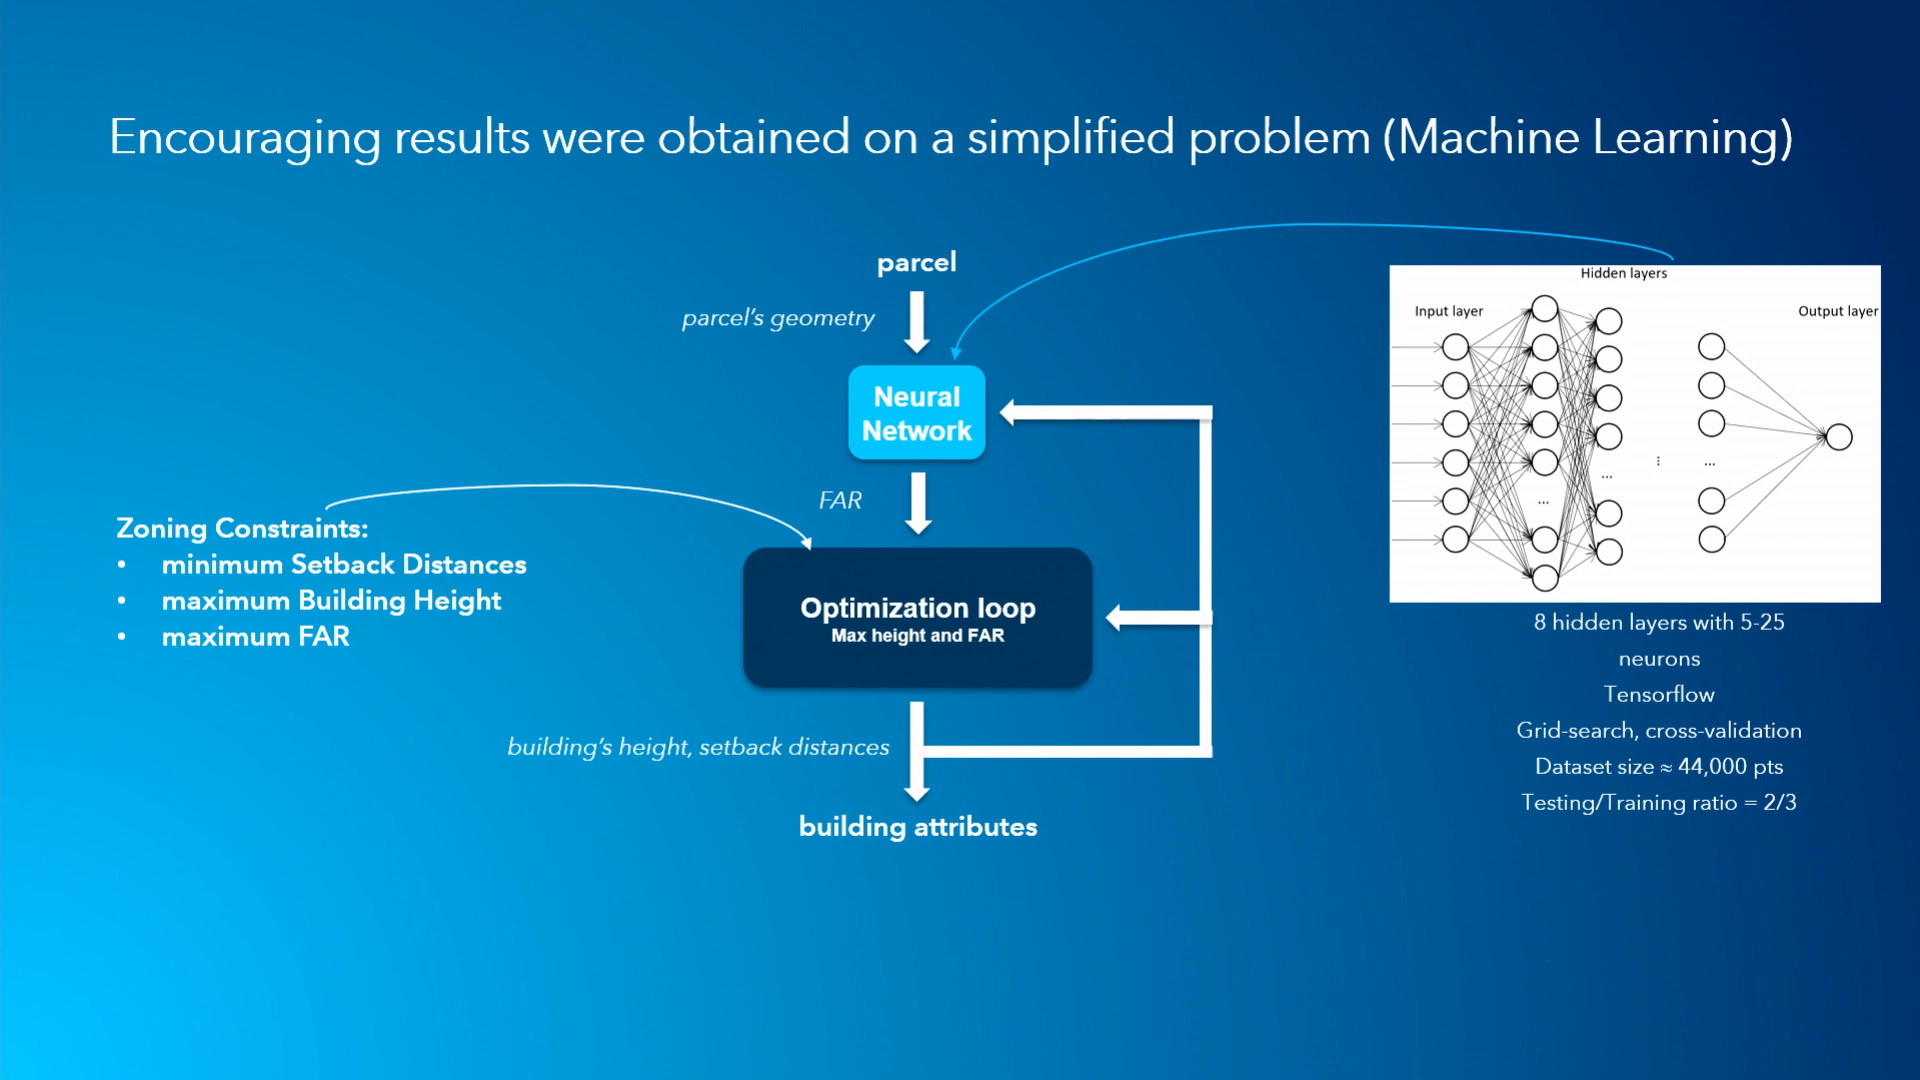 Encouraging results were obtained on a simplified problem (Machine Learning)
parcel
parcel's geometry
Neural
Network
FAR
Zoning Constraints:
• minimum Setback Distances
• maximum Building Height
• maximum FAR
Optimization loop
Max height and FAR
building's height, setback distances
building attributes
Hidden layers
Input layer
Output layer
...
...
...
...
8 hidden layers with 5-25
neurons
Tensorflow
Grid-search, cross-validation
Dataset size ≈ 44,000 pts
Testing/Training ratio = 2/3